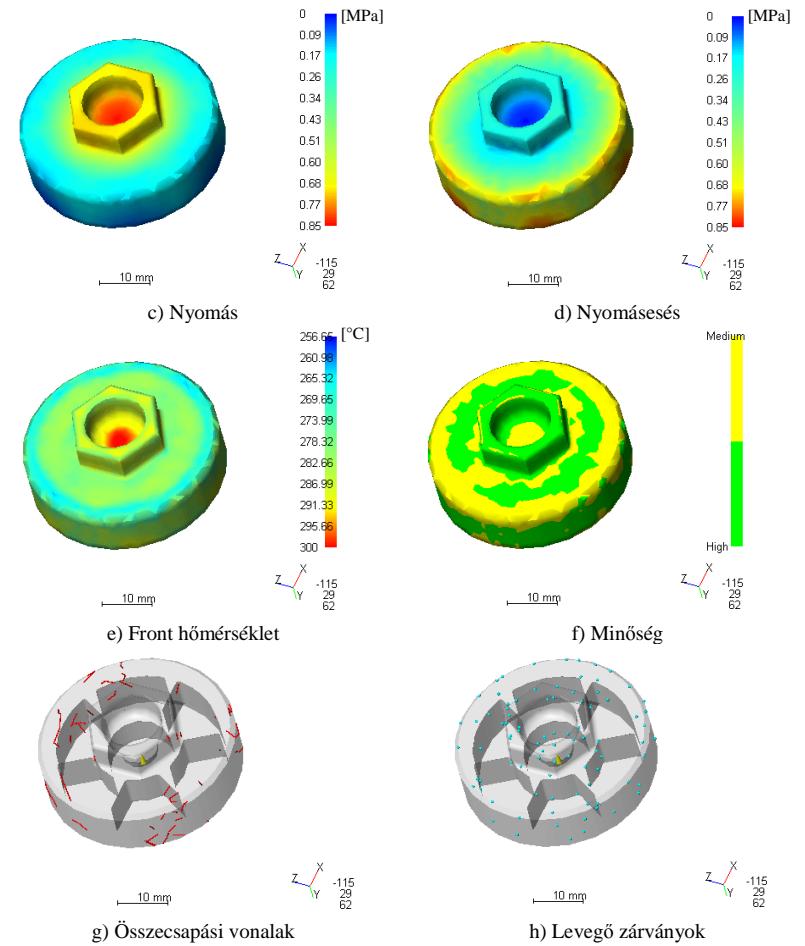 0 [MPa]
0.09
0.17
0.26
0.34
0.43
0.51
0.60
0.68
0.77
0.85
X
Z
Y
-115
29
62
10 mm
c) Nyomás
0 [MPa]
0.09
0.17
0.26
0.34
0.43
0.51
0.60
0.68
0.77
0.85
X
Z
Y
-115
29
62
10 mm
d) Nyomásesés
256.65 [°C]
260.98
265.32
269.65
273.99
278.32
282.66
286.99
291.33
295.66
300
X
Z
Y
-115
29
62
10 mm
e) Front hőmérséklet
Medium
High
X
Z
Y
-115
29
62
10 mm
f) Minőség
X
Z
Y
-115
29
62
10 mm
g) Összecsapási vonalak
X
Z
Y
-115
29
62
10 mm
h) Levegő zárványok